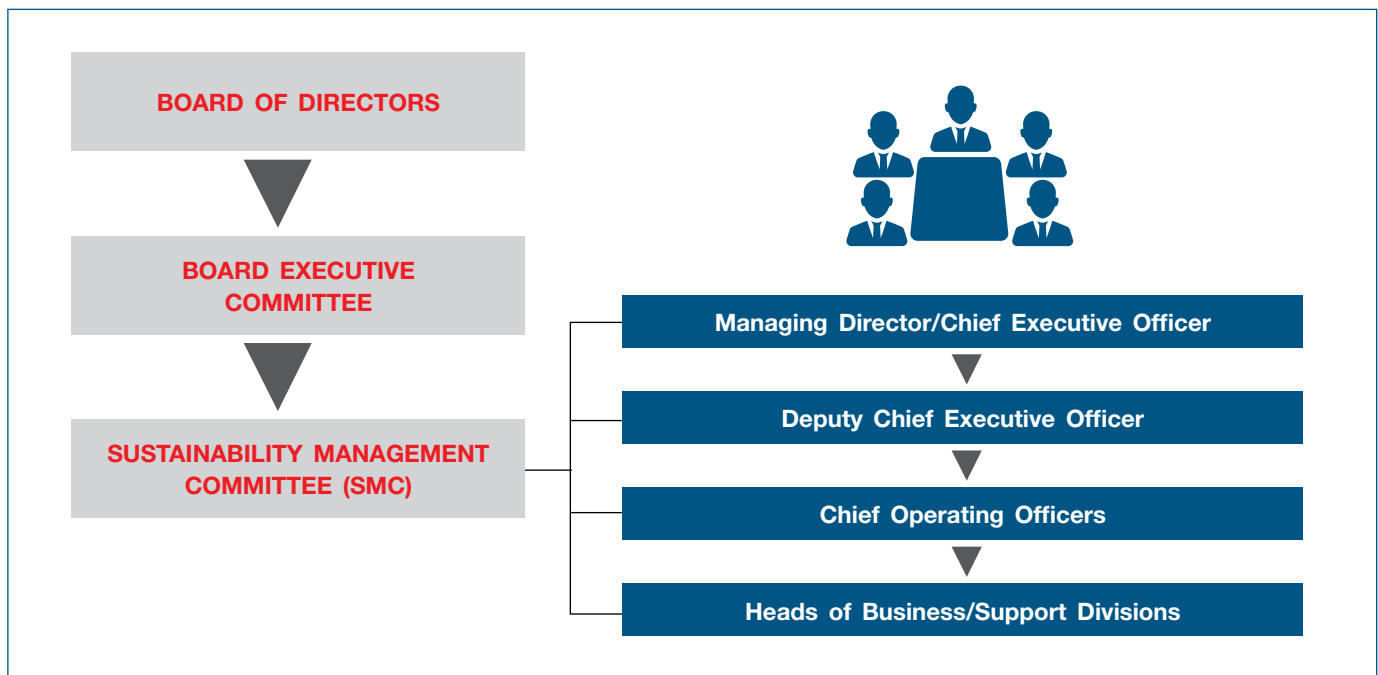 BOARD OF DIRECTORS
BOARD EXECUTIVE
COMMITTEE
SUSTAINABILITY MANAGEMENT
COMMITTEE (SMC)
Managing Director/Chief Executive Officer
Deputy Chief Executive Officer
Chief Operating Officers
Heads of Business/Support Divisions